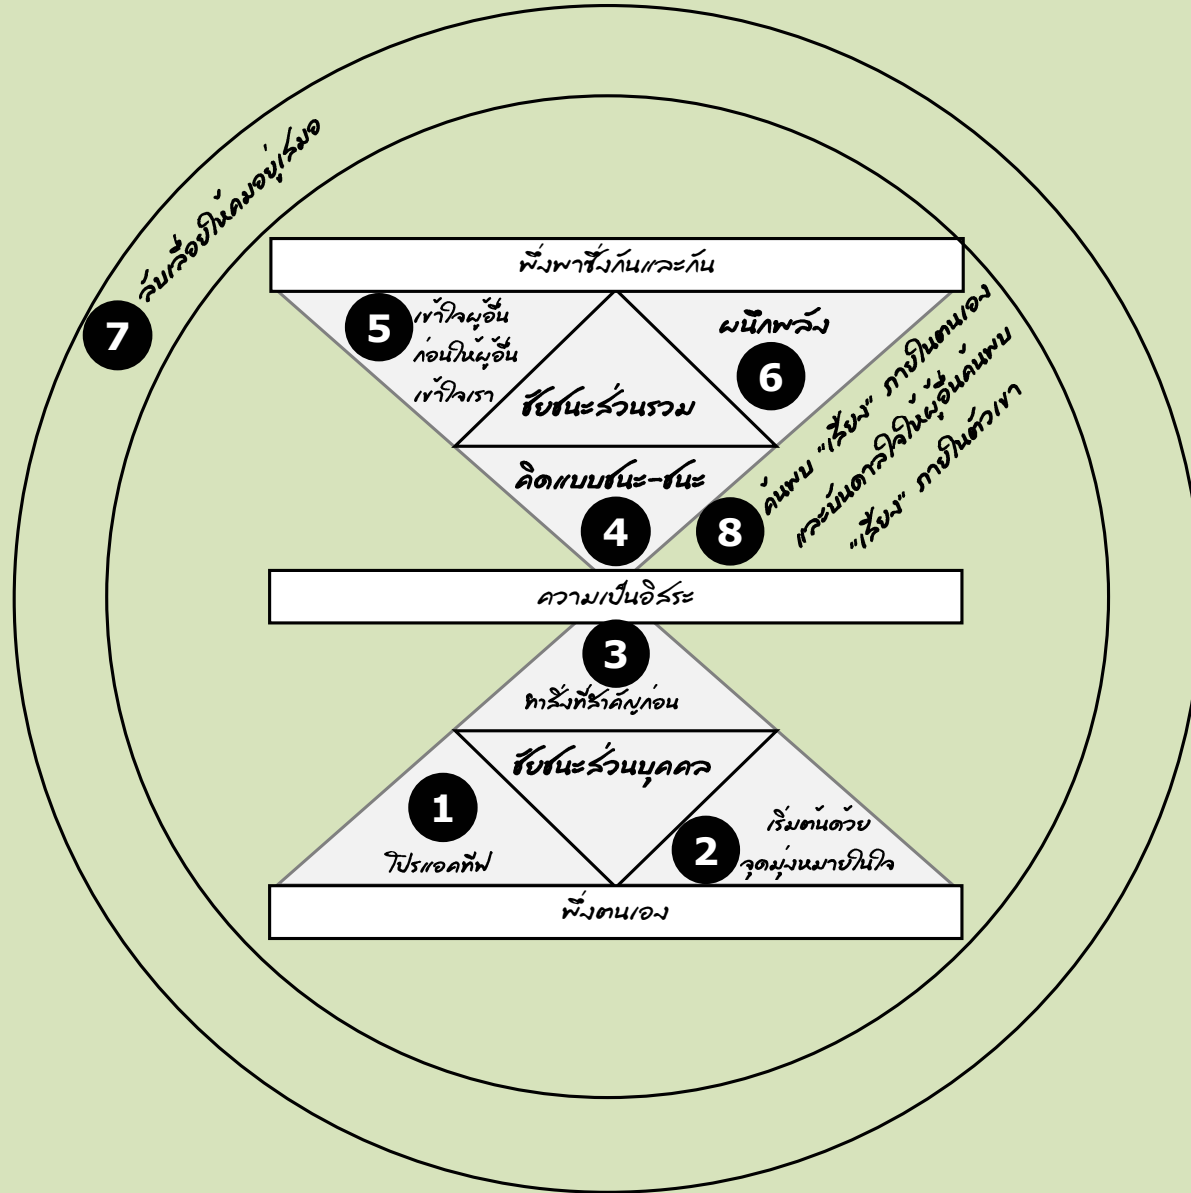 7
ลับเลื่อยให้คมอยู่เสมอ
พึ่งพาซึ่งกันและกัน
5
เข้าใจผู้อื่น
ก่อนให้ผู้อื่น
เข้าใจเรา
ผนึกพลัง
6
ชัยชนะส่วนรวม
คิดแบบชนะ-ชนะ
4
8
ค้นพบ "เสียง" ภายในตนเอง
และบันดาลใจให้ผู้อื่นค้นพบ
"เสียง" ภายในตัวเขา
ความเป็นอิสระ
3
ทำสิ่งที่สำคัญก่อน
ชัยชนะส่วนบุคคล
1
โปรแอคทีฟ
2
เริ่มต้นด้วย
จุดมุ่งหมายในใจ
พึ่งตนเอง